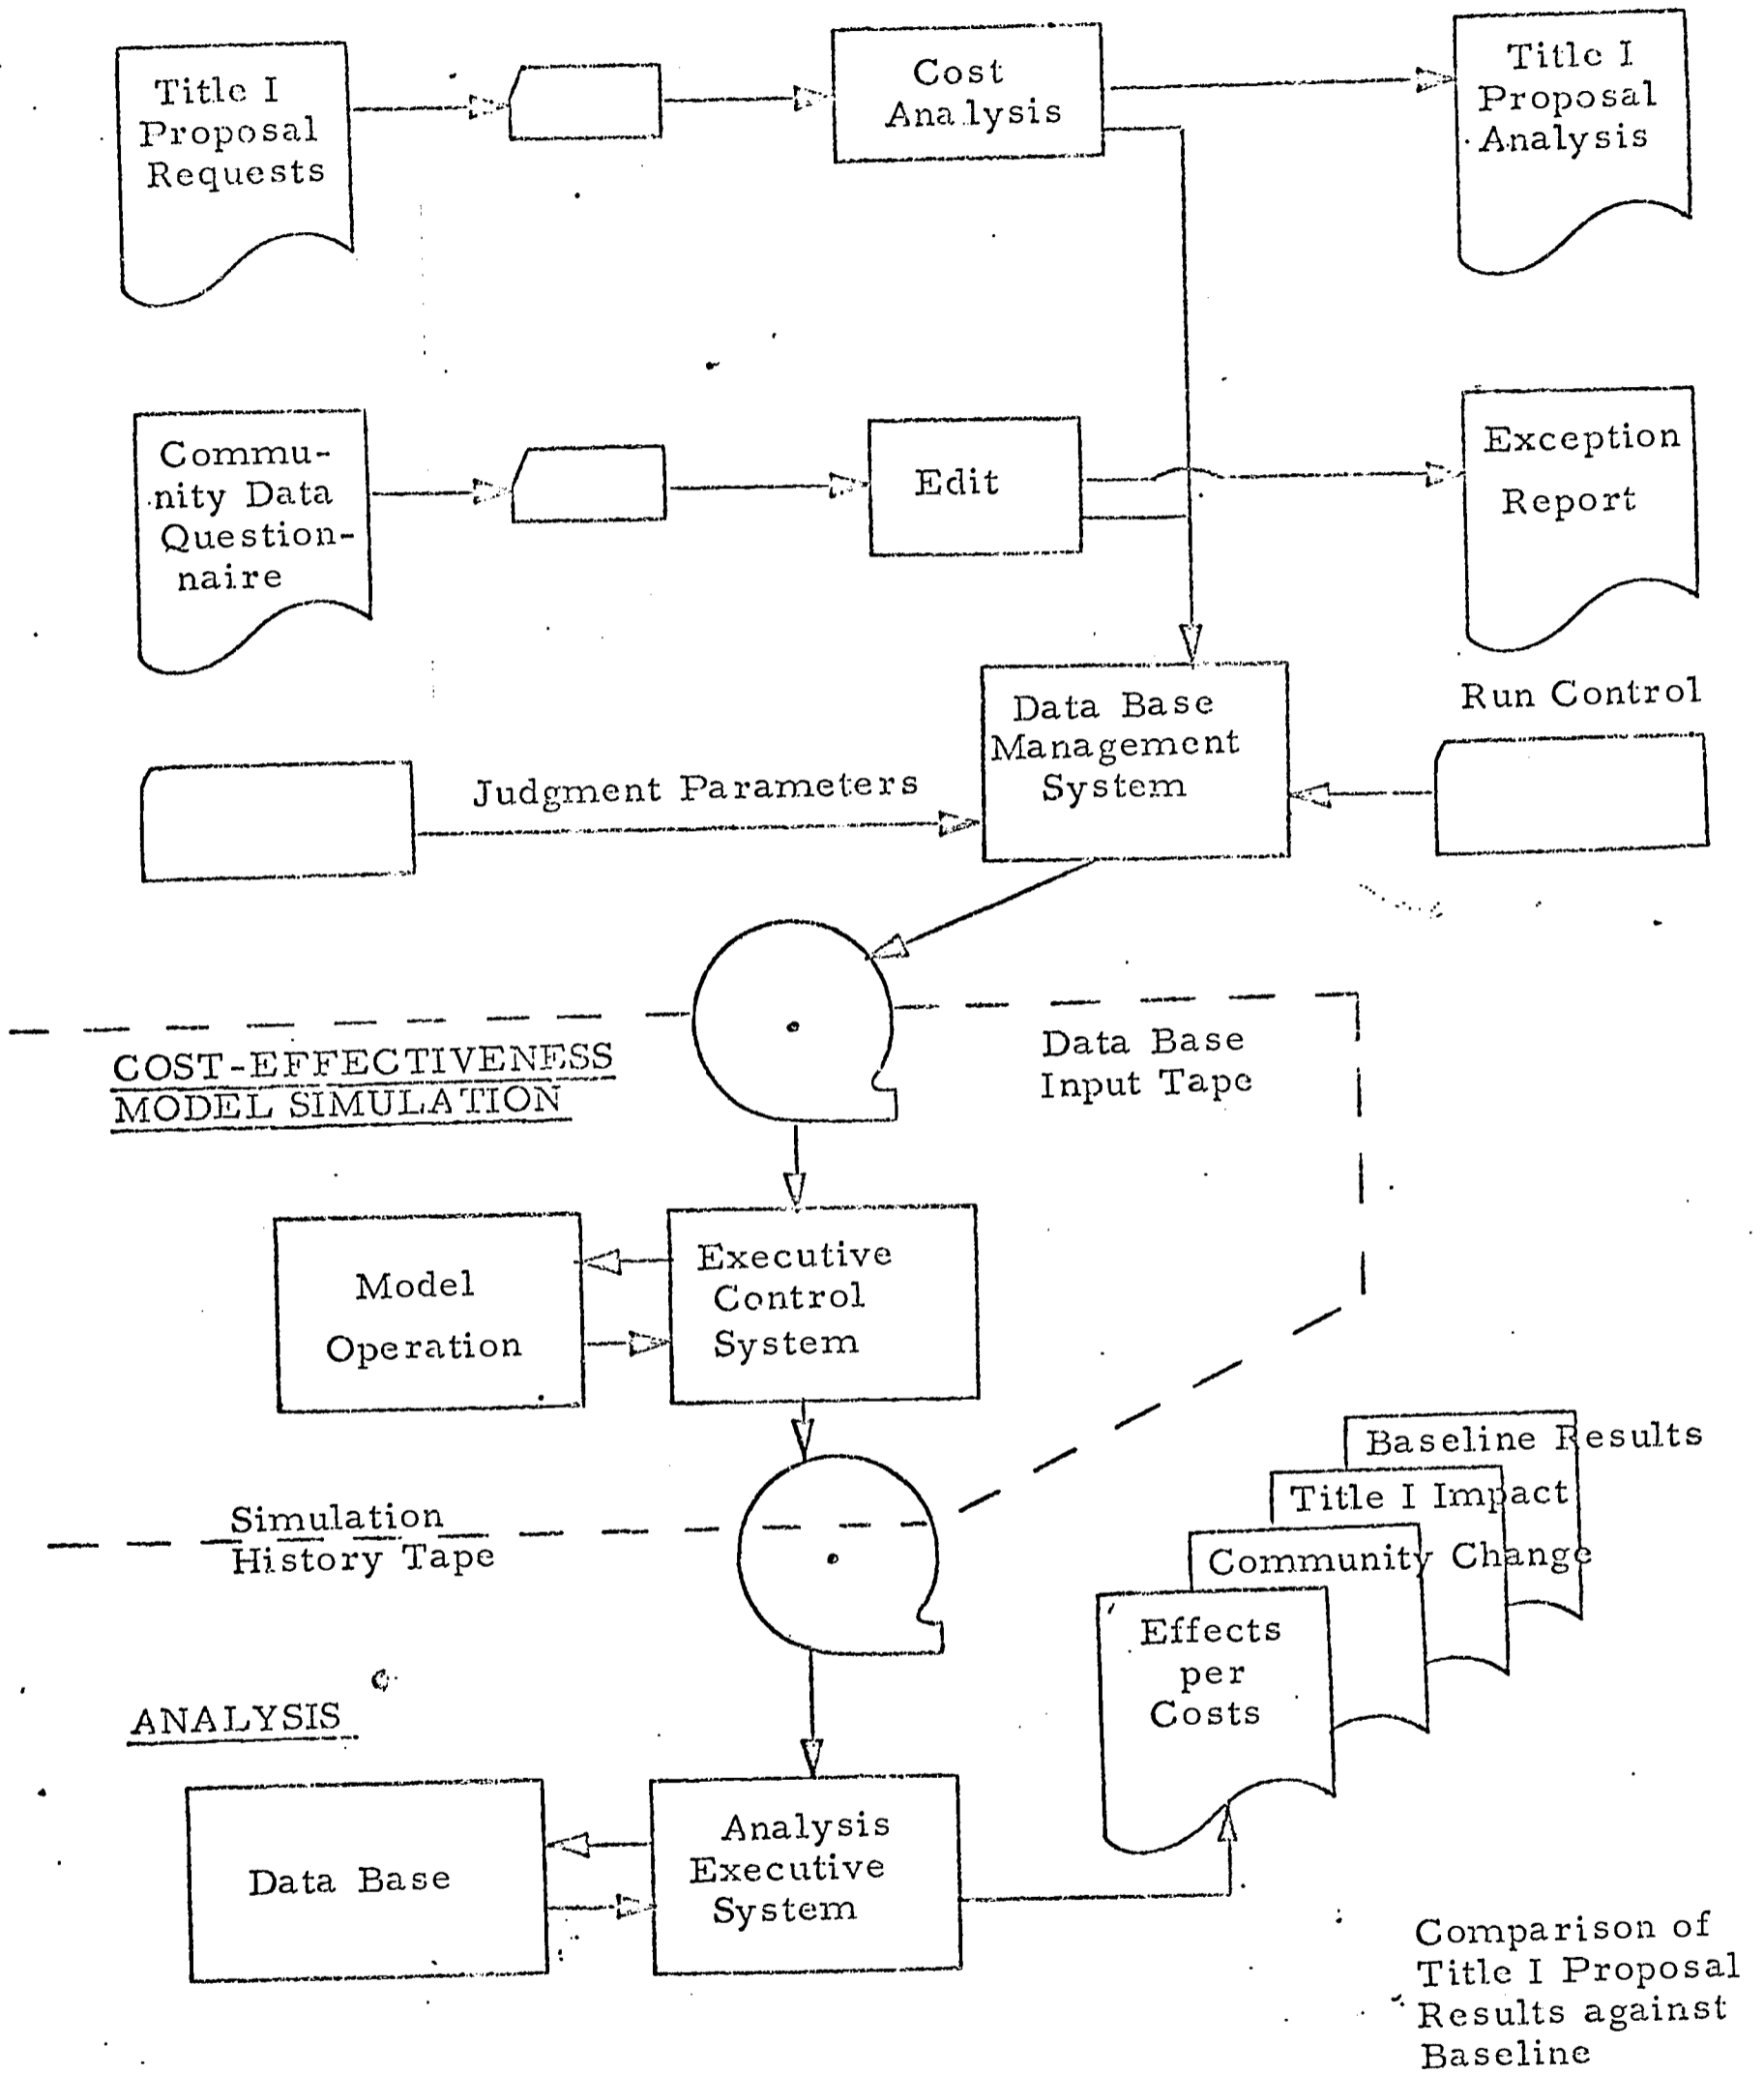 Title I
Proposal
Requests
Cost
Analysis
Title I
Proposal
Analysis
Commu-
nity Data
Question-
naire
Edit
Exception
Report
Run Control
Data Base
Management
System
Judgment Parameters
COST-EFFECTIVENESS
MODEL SIMULATION
Data Base
Input Tape
Model
Operation
Executive
Control
System
Simulation
History Tape
Baseline Results
Title I Impact
Community Change
Effects
per
Costs
ANALYSIS
Data Base
Analysis
Executive
System
Comparison of
Title I Proposal
Results against
Baseline